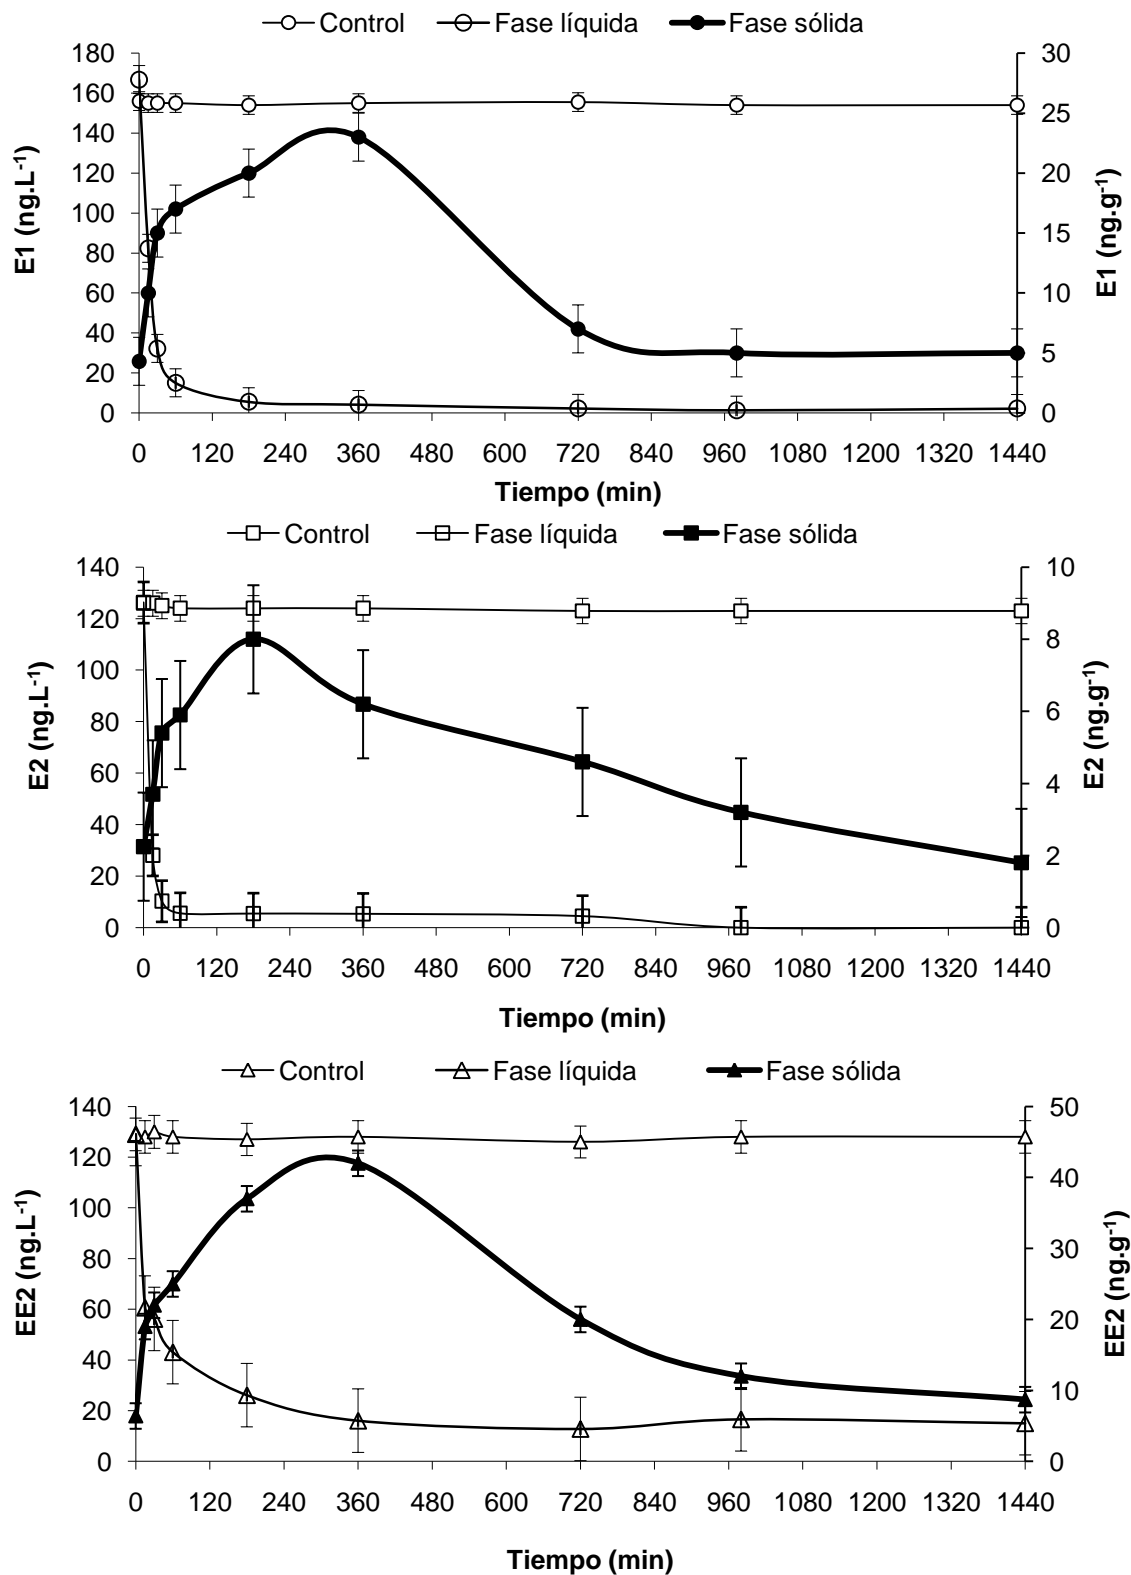 Control Fase líquida Fase sólida
180 30
160
140 25
120 20
100
80 15
60 10
40
20 5
0 0
E1 (ng.L-1)
E1 (ng.g-1)
0 120 240 360 480 600 720 840 960 1080 1200 1320 1440
Tiempo (min)
Control Fase líquida Fase sólida
140 10
120
100 8
80 6
60 4
40
20 2
0 0
E2 (ng.L-1)
E2 (ng.g-1)
0 120 240 360 480 600 720 840 960 1080 1200 1320 1440
Tiempo (min)
Control Fase líquida Fase sólida
140 50
120
100 40
80 30
60 20
40
20 10
0 0
EE2 (ng.L-1)
EE2 (ng.g-1)
0 120 240 360 480 600 720 840 960 1080 1200 1320 1440
Tiempo (min)